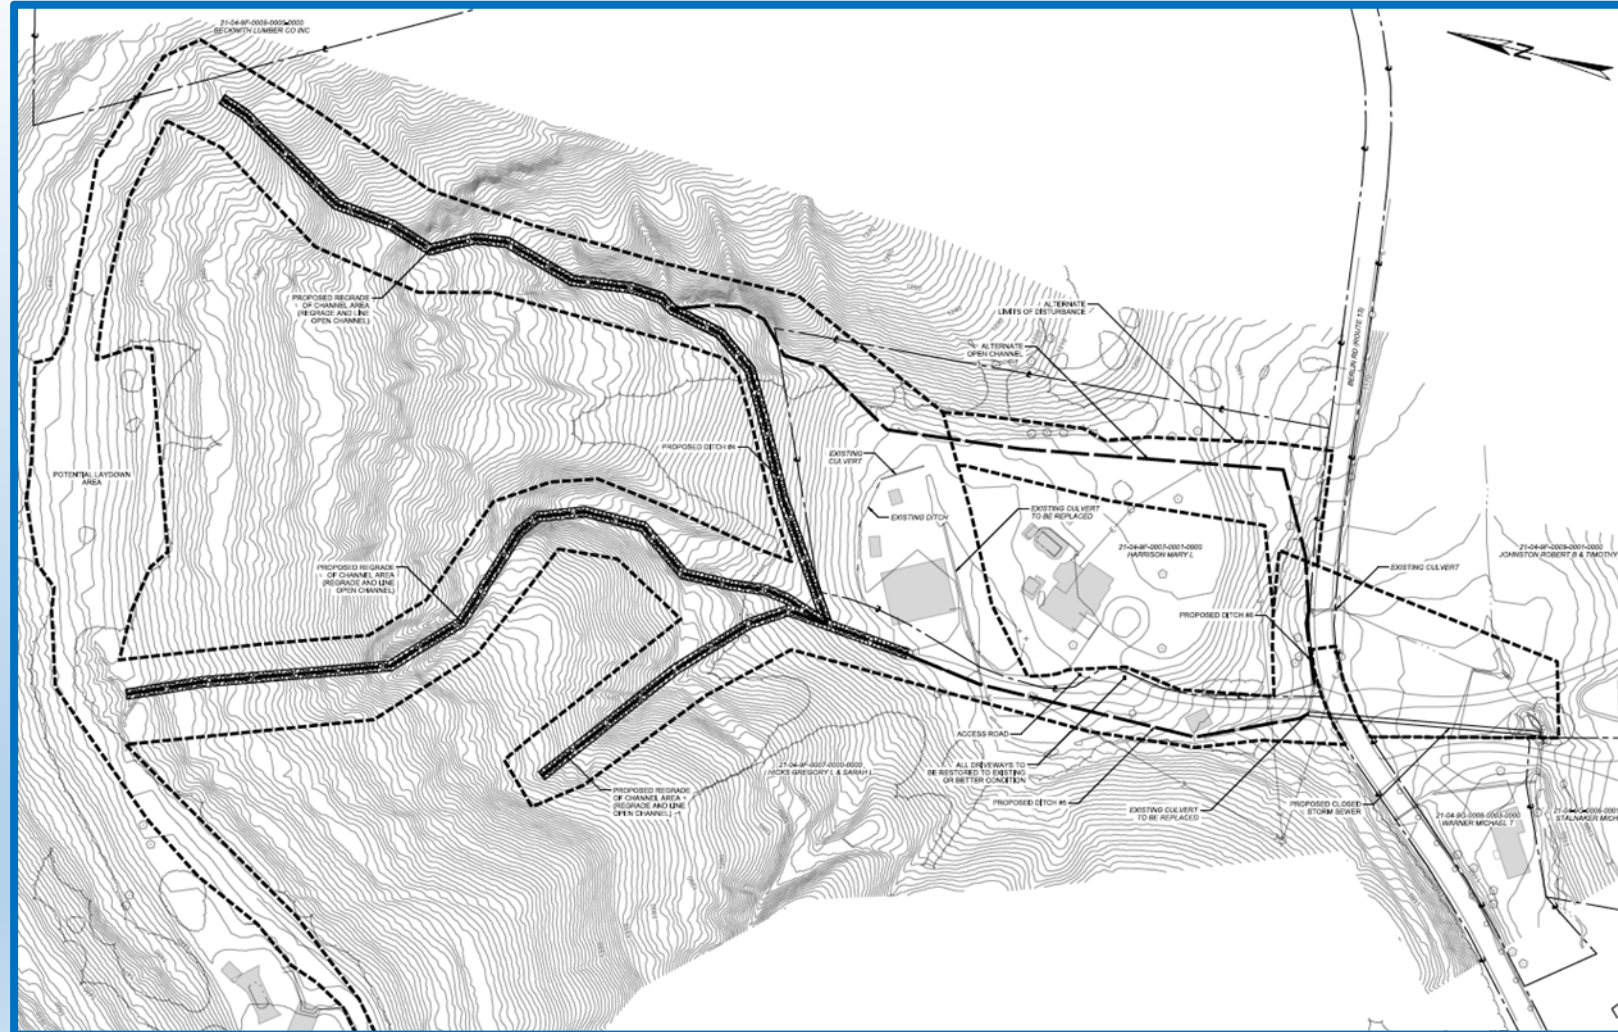 21-04-9F-0009-0000-0000
BECKWITH LUMBER CO INC
N
PROPOSED REGRADE
OF CHANNEL AREA
(REGRADE AND LINE
OPEN CHANNEL)
ALTERNATE
LIMITS OF DISTURBANCE
ALTERNATE
OPEN CHANNEL
BERLIN RD (ROUTE 13)
POTENTIAL LAYDOWN
AREA
PROPOSED DITCH #4
EXISTING
CULVERT
EXISTING DITCH
EXISTING CULVERT
TO BE REPLACED
21-04-9F-0007-0001-0000
HARRISON MARY L
21-04-9F-0009-0001-0000
JOHNSTON ROBERT B & TIMOTHY
EXISTING CULVERT
PROPOSED REGRADE
OF CHANNEL AREA
(REGRADE AND LINE
OPEN CHANNEL)
ACCESS ROAD
21-04-9F-0007-0000-0000
HICKS GREGORY L & SARAH L
ALL DRIVEWAYS TO
BE RESTORED TO EXISTING
OR BETTER CONDITION
PROPOSED REGRADE
OF CHANNEL AREA
(REGRADE AND LINE
OPEN CHANNEL)
EXISTING CULVERT
TO BE REPLACED
PROPOSED CLOSED
STORM SEWER
WARNER MICHAEL T
STALNAKER MICH